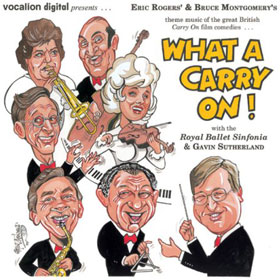 vocalion digital presents . . .
ERIC ROGERS' & BRUCE MONTGOMERY'S
theme music of the great British
Carry On film comedies . . .
WHAT A
CARRY
ON!
with the
Royal Ballet Sinfonia
& GAVIN SUTHERLAND